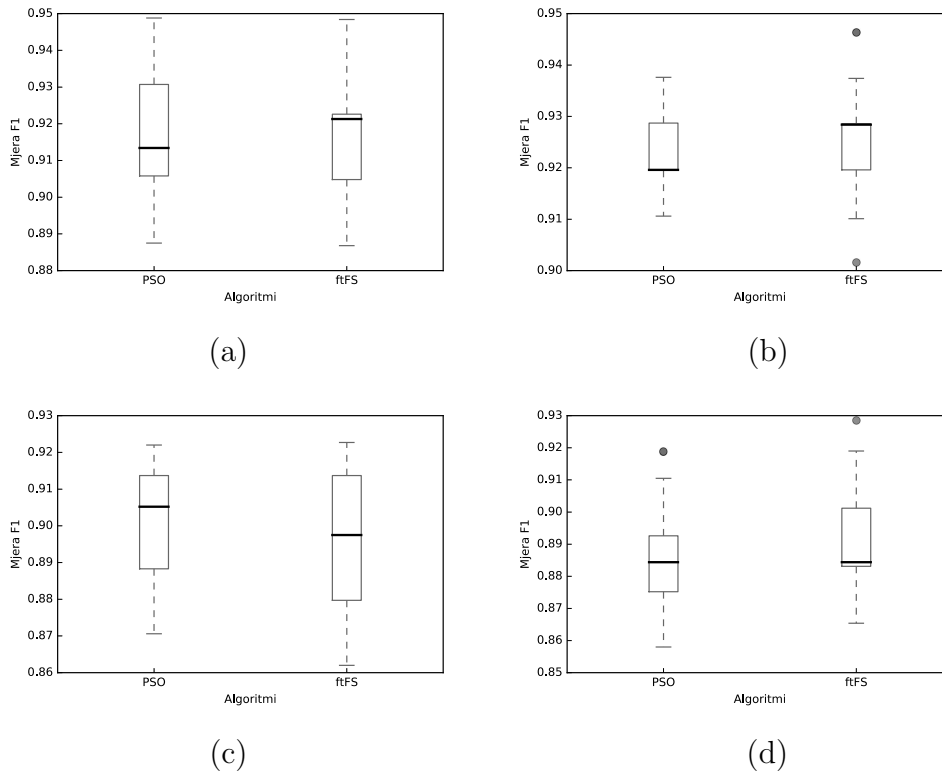 0.95
0.94
0.93
0.92
0.91
0.90
0.89
0.88
Mjera F1
PSO
ftFS
Algoritmi
(a)
0.95
0.94
0.93
0.92
0.91
0.90
Mjera F1
PSO
ftFS
Algoritmi
(b)
0.93
0.92
0.91
0.90
0.89
0.88
0.87
0.86
Mjera F1
PSO
ftFS
Algoritmi
(c)
0.93
0.92
0.91
0.90
0.89
0.88
0.87
0.86
0.85
Mjera F1
PSO
ftFS
Algoritmi
(d)